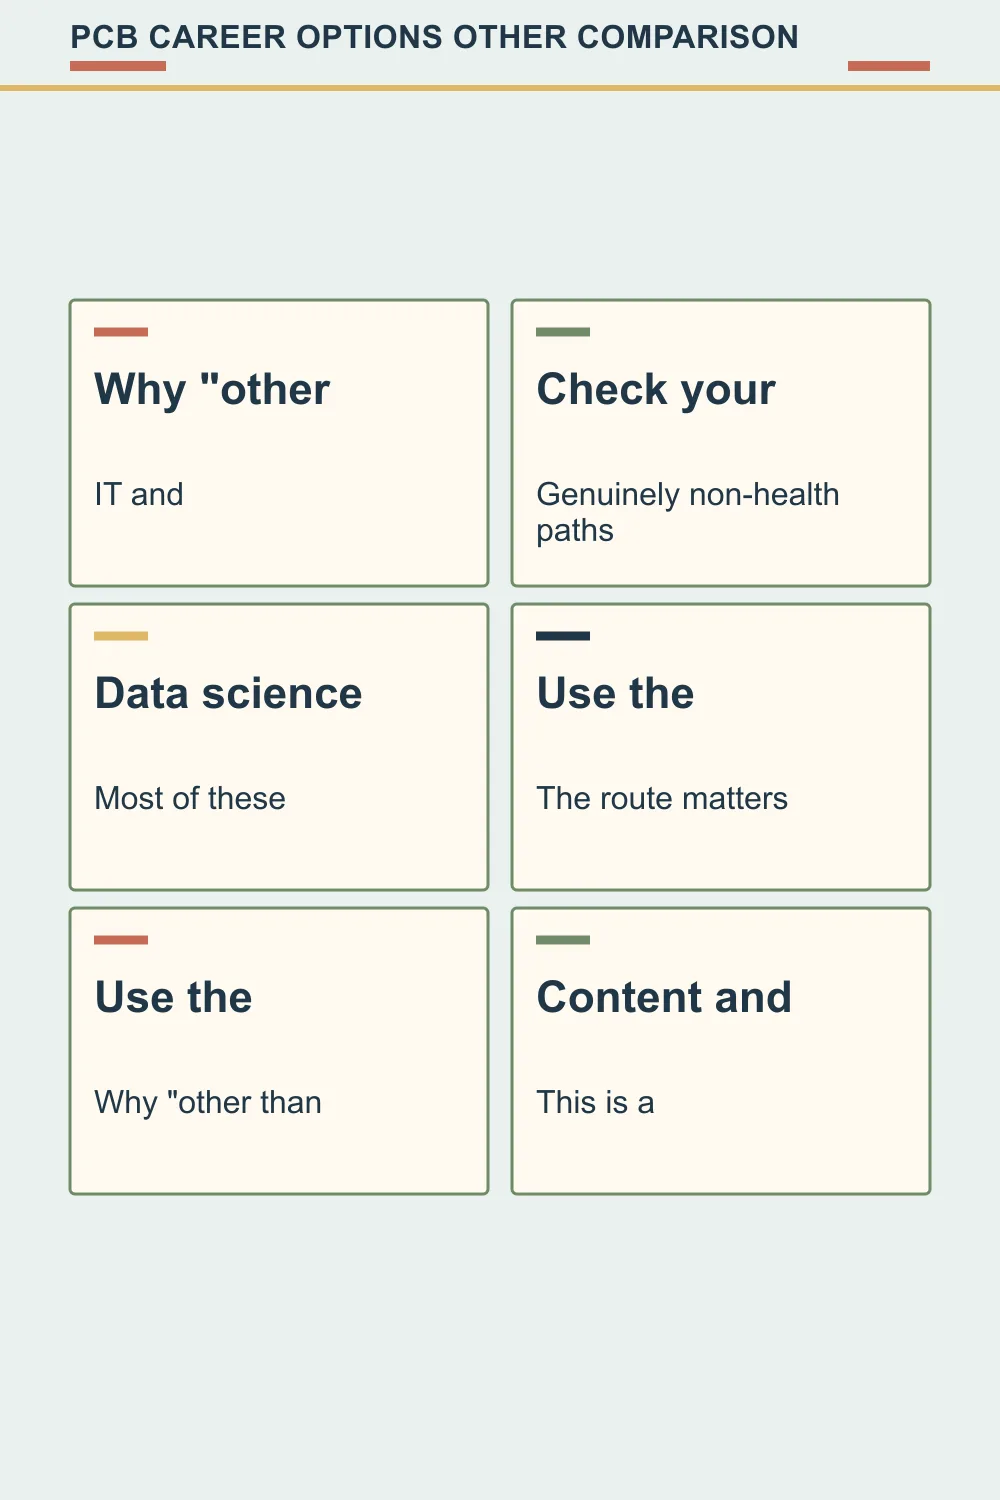 PCB CAREER OPTIONS OTHER COMPARISON
Why "other
IT and
Check your
Genuinely non-health
paths
Data science
Most of these
Use the
The route matters
Use the
Why "other than
Content and
This is a